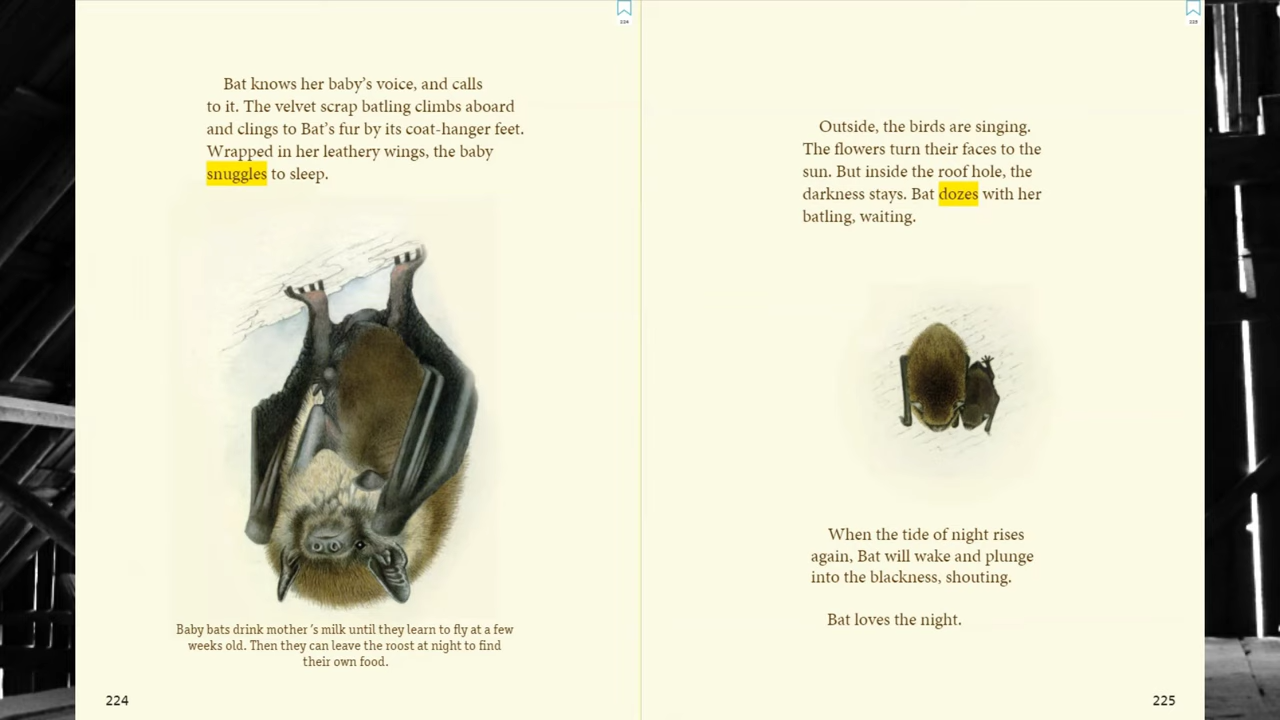 224
Bat knows her baby's voice, and calls
to it. The velvet scrap batling climbs aboard
and clings to Bat's fur by its coat-hanger feet.
Wrapped in her leathery wings, the baby
snuggles to sleep.
Baby bats drink mother 's milk until they learn to fly at a few
weeks old. Then they can leave the roost at night to find
their own food.
224
Outside, the birds are singing.
The flowers turn their faces to the
sun. But inside the roof hole, the
darkness stays. Bat dozes with her
batling, waiting.
When the tide of night rises
again, Bat will wake and plunge
into the blackness, shouting.
Bat loves the night.
225